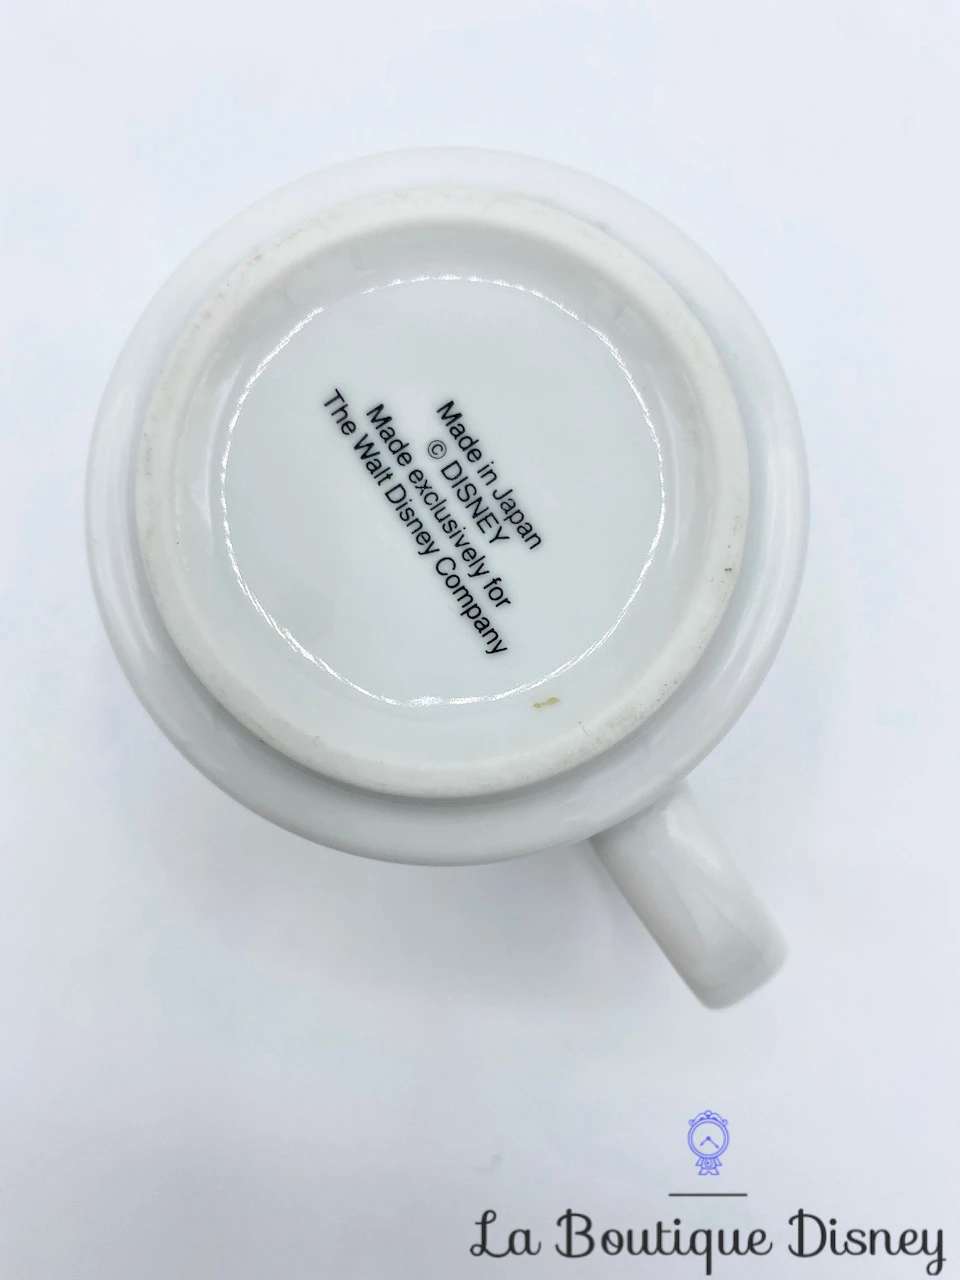 Made in Japan
© DISNEY
Made exclusively for
The Walt Disney Company
La Boutique Disney